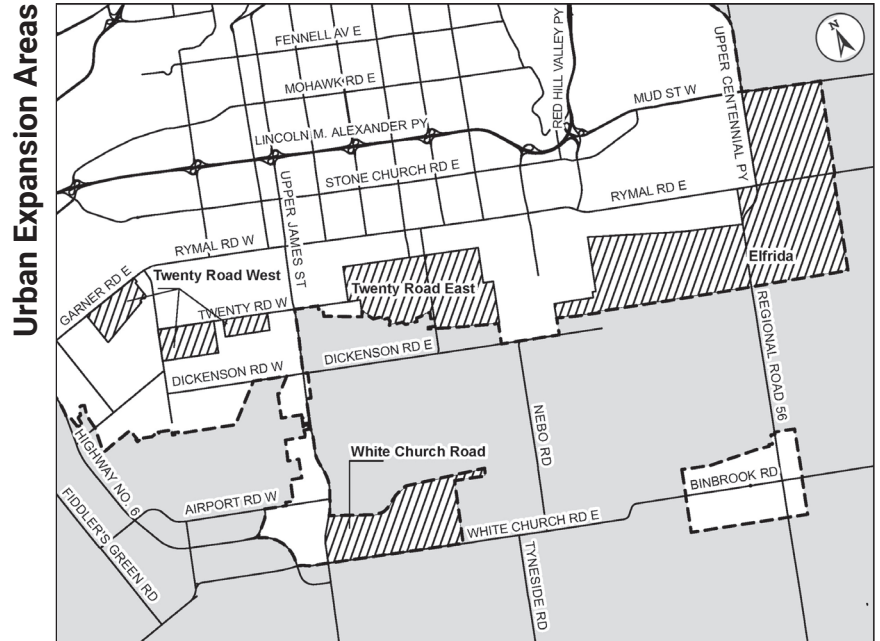 Urban Expansion Areas
FENNELL AV E
RED HILL VALLEY PY
UPPER CENTENNIAL PY
N
MOHAWK RD E
MUD ST W
LINCOLN M. ALEXANDER PY
STONE CHURCH RD E
UPPER JAMES ST
RYMAL RD E
RYMAL RD W
Elfrida
GARNER RD E
Twenty Road West
Twenty Road East
TWENTY RD W
REGIONAL ROAD 56
DICKENSON RD E
DICKENSON RD W
NEBO RD
HIGHWAY NO. 6
White Church Road
BINBROOK RD
FIDDLER'S GREEN RD
AIRPORT RD W
WHITE CHURCH RD E
TYNESIDE RD